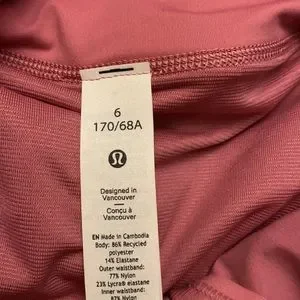 6
170/68A
Designed in
Vancouver
Conçu à
Vancouver
EN Made in Cambodia
Body: 86% Recycled
polyester
14% Elastane
Outer waistband:
77% Nylon
23% Lycra® elastane
Inner waistband: